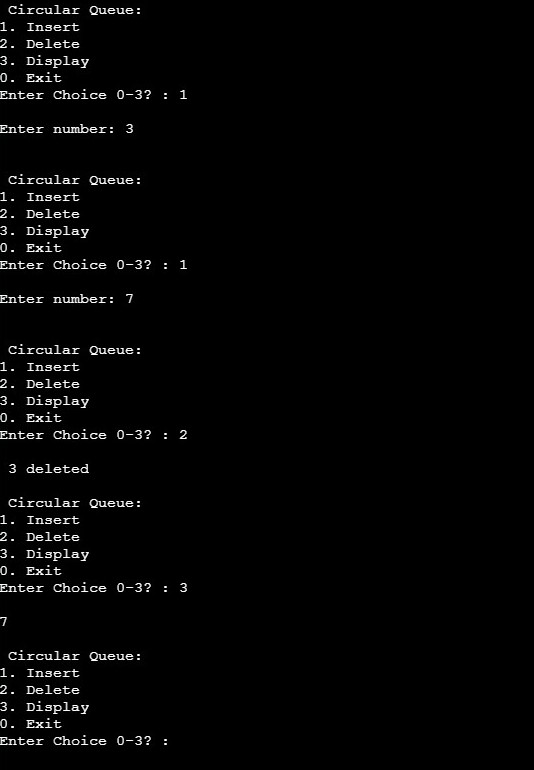 Circular Queue:
1. Insert
2. Delete
3. Display
0. Exit
Enter Choice 0-3? : 1
Enter number: 3
Circular Queue:
1. Insert
2. Delete
3. Display
0. Exit
Enter Choice 0-3? : 1
Enter number: 7
Circular Queue:
1. Insert
2. Delete
3. Display
0. Exit
Enter Choice 0-3? : 2
3 deleted
Circular Queue:
1. Insert
2. Delete
3. Display
0. Exit
Enter Choice 0-3? : 3
7
Circular Queue:
1. Insert
2. Delete
3. Display
0. Exit
Enter Choice 0-3? :